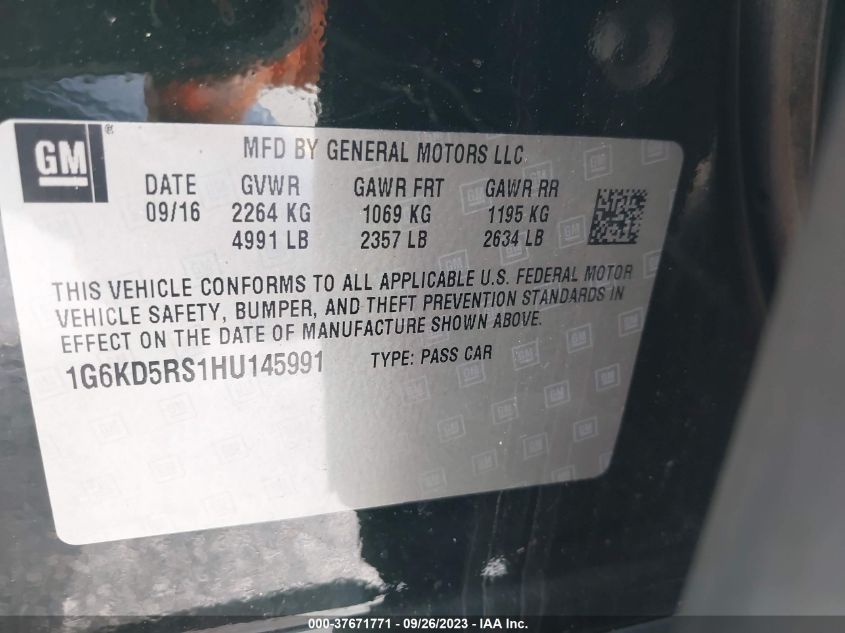 GM ®
MFD BY GENERAL MOTORS LLC
DATE GVWR GAWR FRT GAWR RR
09/16 2264 KG 1069 KG 1195 KG
4991 LB 2357 LB 2634 LB
THIS VEHICLE CONFORMS TO ALL APPLICABLE U.S. FEDERAL MOTOR
VEHICLE SAFETY, BUMPER, AND THEFT PREVENTION STANDARDS IN
EFFECT ON THE DATE OF MANUFACTURE SHOWN ABOVE.
1G6KD5RS1HU145991 TYPE: PASS CAR
000-37671771 - 09/26/2023 - IAA Inc.